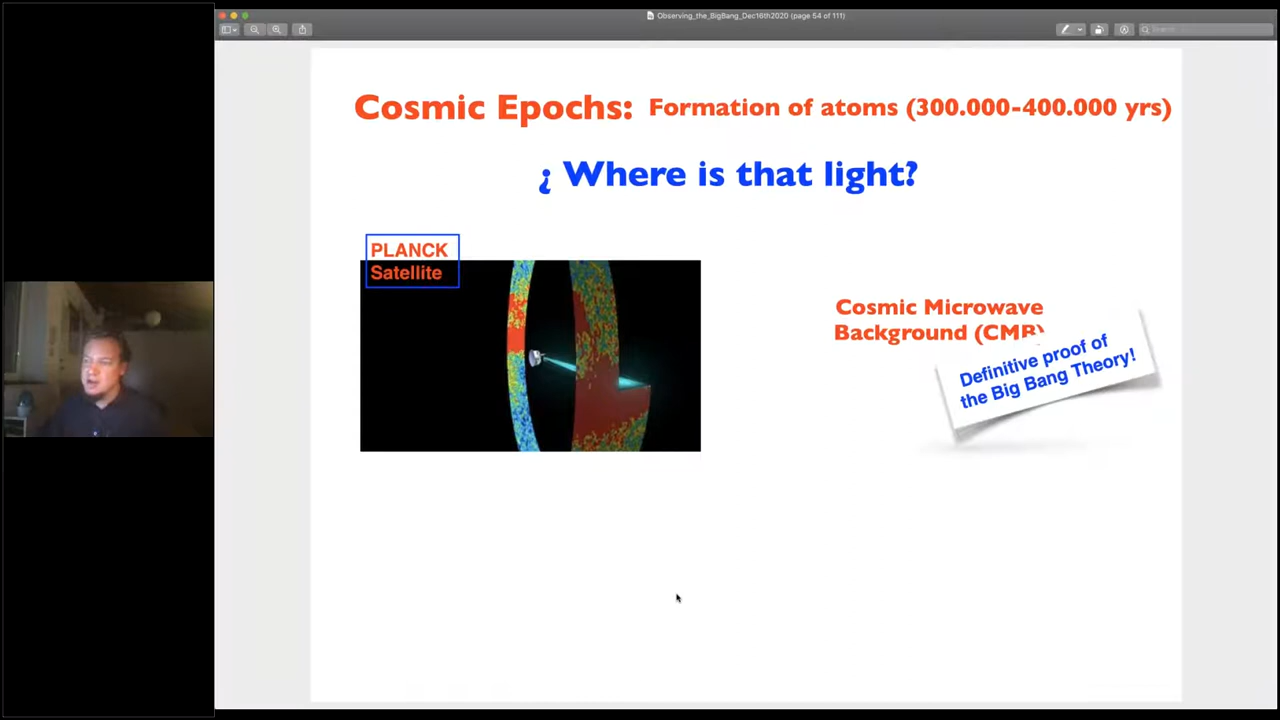 Observing_the_BigBang_Dec16th2020 (page 54 of 111)
Search
Cosmic Epochs: Formation of atoms (300.000-400.000 yrs)
¿ Where is that light?
PLANCK
Satellite
Cosmic Microwave
Background (CMB)
Definitive proof of
the Big Bang Theory!